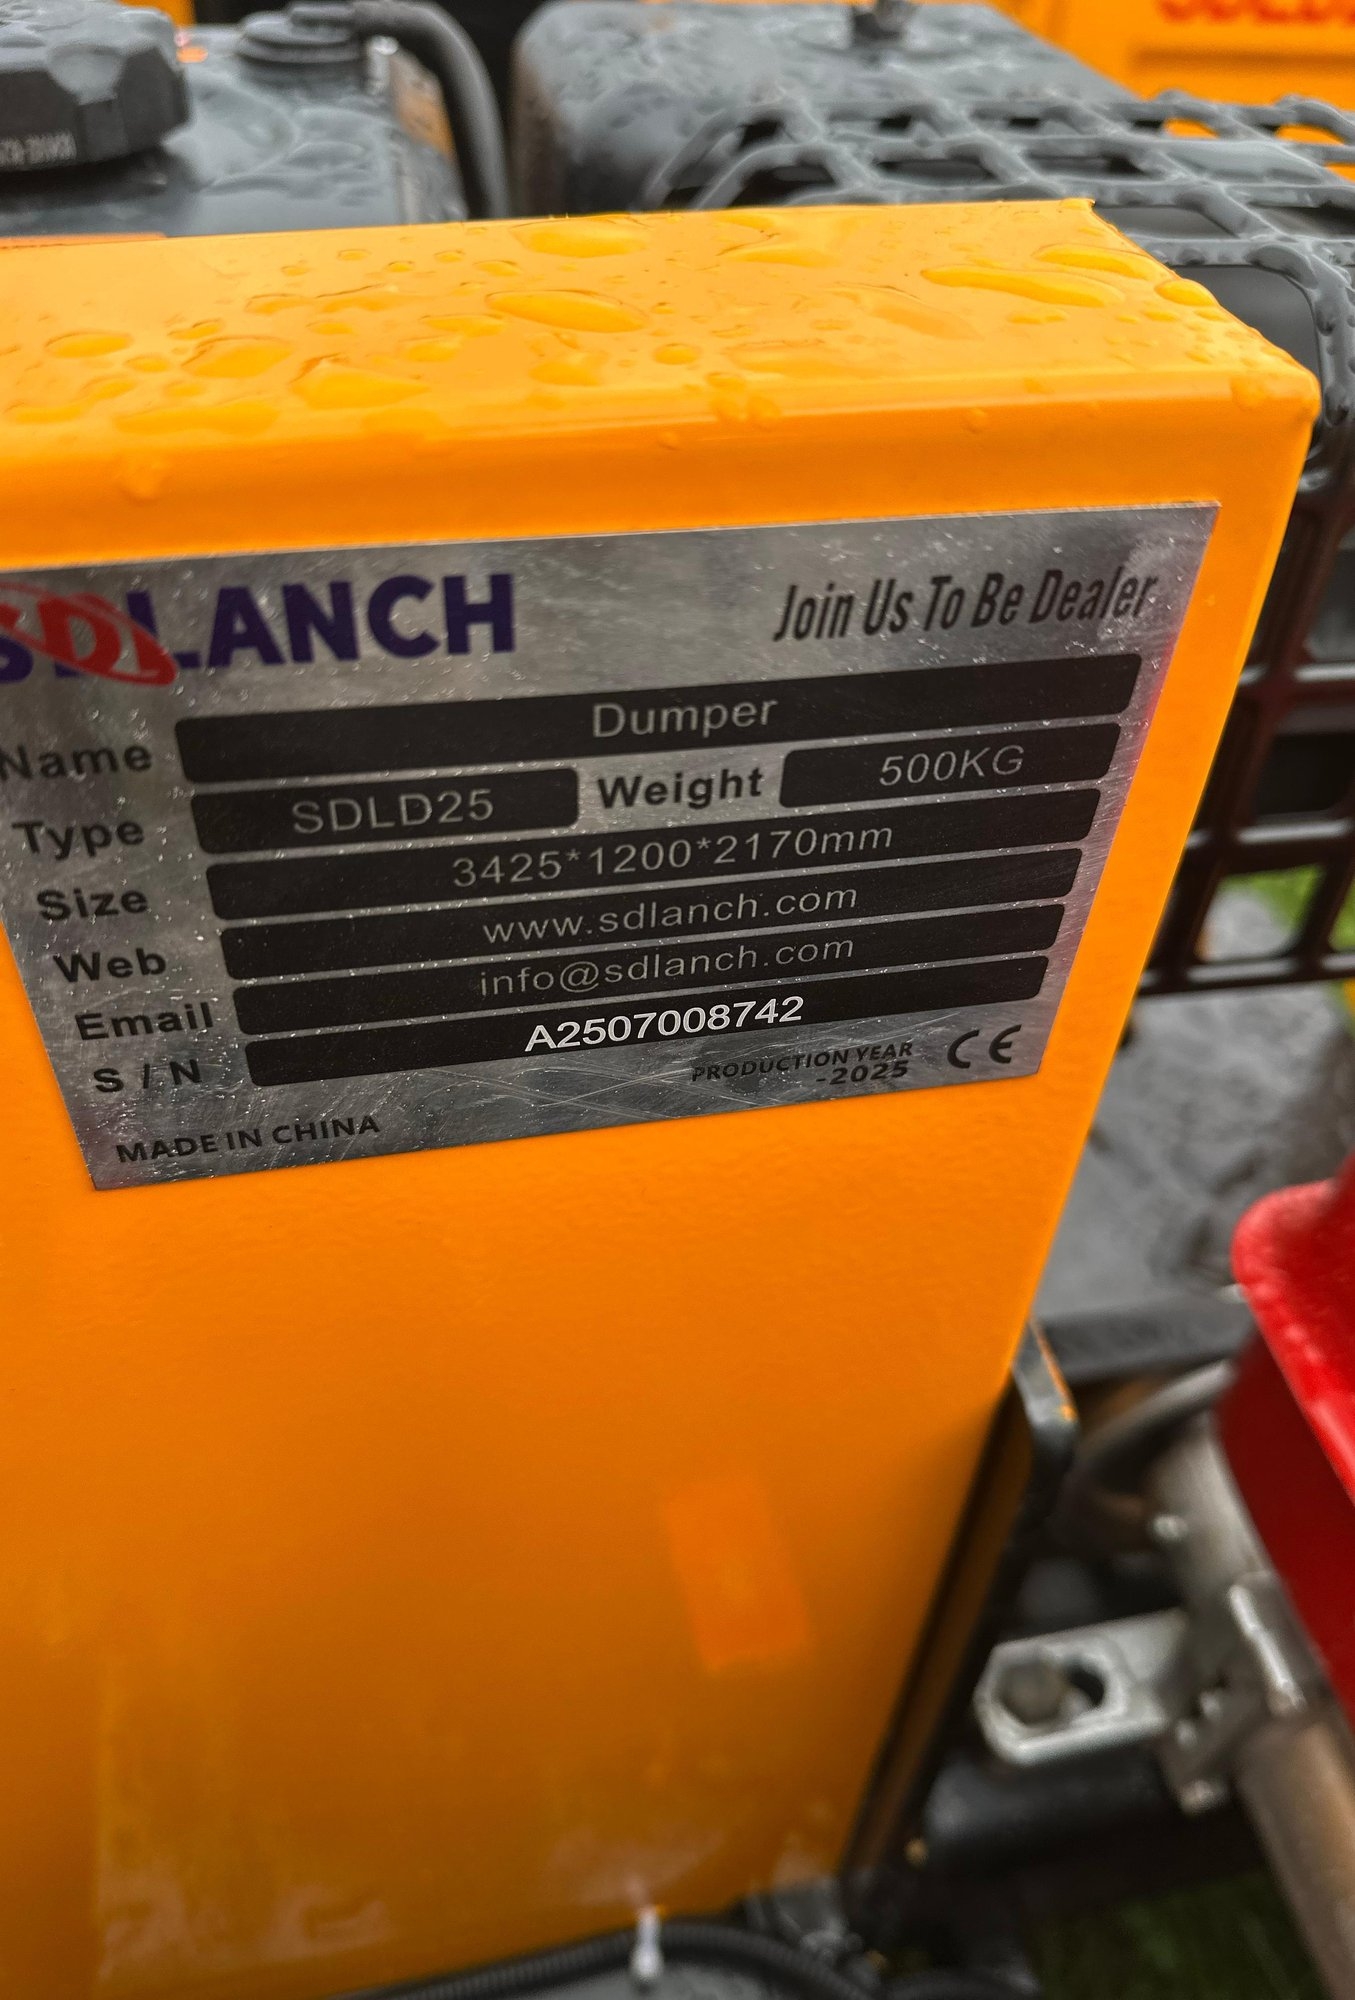 SDLANCH
Join Us To Be Dealer
Name Dumper
Type SDLD25 Weight 500KG
Size 3425*1200*2170mm
Web www.sdlanch.com
Email info@sdlanch.com
S / N A2507008742
PRODUCTION YEAR
-2025
CE
MADE IN CHINA